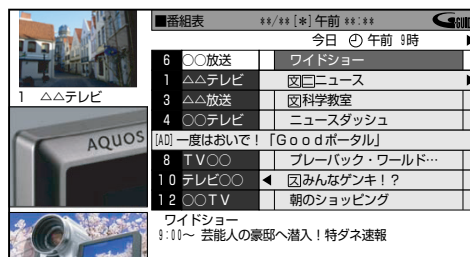 ■番組表 **/**[*]午前 **:** G-GUIDE
今日 午前 9時
6 ○○放送 ワイドショー
1 △△テレビ 文二ニュース
3 △△放送 文科学教室
4 ○○テレビ ニュースダッシュ
[AD]一度はおいで!「Goodポータル」
8 TV○○ プレーバック・ワールド…
10 テレビ○○ ◀ 文みんなゲンキ!?
12 ○○TV 朝のショッピング
ワイドショー
9:00~ 芸能人の豪邸へ潜入!特ダネ速報
1 △△テレビ
AQUOS